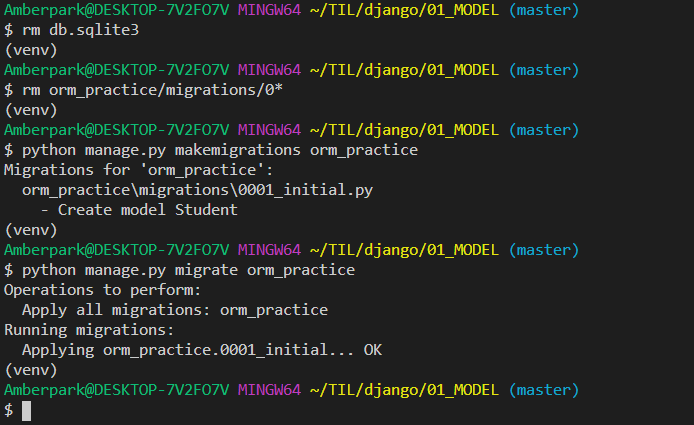 Amberpark@DESKTOP-7V2FO7V MINGW64 ~/TIL/django/01_MODEL (master)
$ rm db.sqlite3
(venv)
Amberpark@DESKTOP-7V2FO7V MINGW64 ~/TIL/django/01_MODEL (master)
$ rm orm_practice/migrations/0*
(venv)
Amberpark@DESKTOP-7V2FO7V MINGW64 ~/TIL/django/01_MODEL (master)
$ python manage.py makemigrations orm_practice
Migrations for 'orm_practice':
  orm_practice\migrations\0001_initial.py
    - Create model Student
(venv)
Amberpark@DESKTOP-7V2FO7V MINGW64 ~/TIL/django/01_MODEL (master)
$ python manage.py migrate orm_practice
Operations to perform:
  Apply all migrations: orm_practice
Running migrations:
  Applying orm_practice.0001_initial... OK
(venv)
Amberpark@DESKTOP-7V2FO7V MINGW64 ~/TIL/django/01_MODEL (master)
$